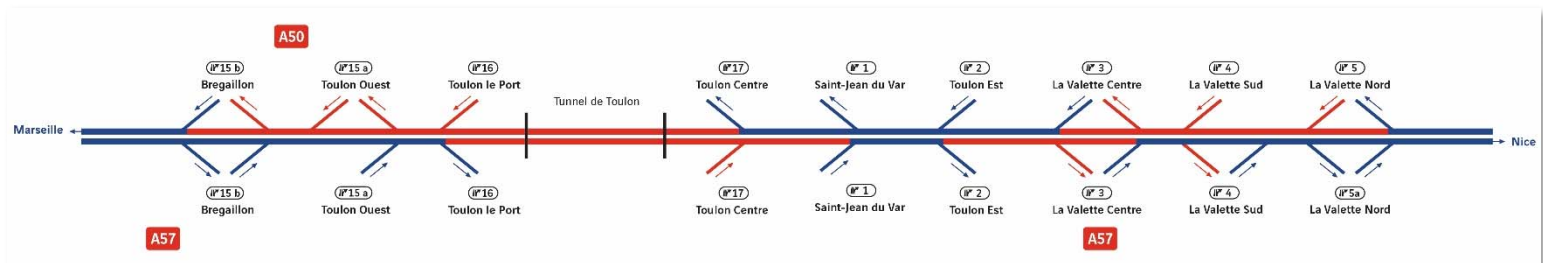 A50
15 b
15 a
16
17
1
2
3
4
5
Bregaillon
Toulon Ouest
Toulon le Port
Toulon Centre
Saint-Jean du Var
Toulon Est
La Valette Centre
La Valette Sud
La Valette Nord
Tunnel de Toulon
Marseille
Nice
15 b
15 a
16
17
1
2
3
4
5a
Bregaillon
Toulon Ouest
Toulon le Port
Toulon Centre
Saint-Jean du Var
Toulon Est
La Valette Centre
La Valette Sud
La Valette Nord
A57
A57